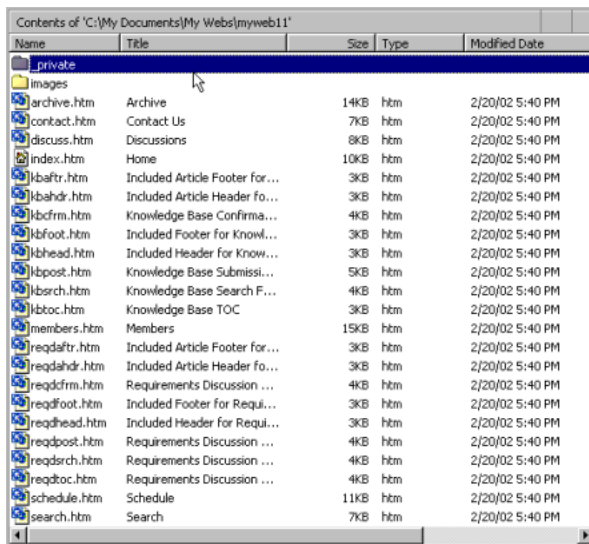 Contents of 'C:\My Documents\My Webs\myweb11'
Name Title Size Type Modified Date
_private
images
archive.htm Archive 14KB htm 2/20/02 5:40 PM
contact.htm Contact Us 7KB htm 2/20/02 5:40 PM
discuss.htm Discussions 8KB htm 2/20/02 5:40 PM
index.htm Home 10KB htm 2/20/02 5:40 PM
kbaftr.htm Included Article Footer for... 3KB htm 2/20/02 5:40 PM
kbahdr.htm Included Article Header fo... 3KB htm 2/20/02 5:40 PM
kbcfrm.htm Knowledge Base Confirma... 4KB htm 2/20/02 5:40 PM
kbfoot.htm Included Footer for Knowl... 3KB htm 2/20/02 5:40 PM
kbhead.htm Included Header for Know... 3KB htm 2/20/02 5:40 PM
kbpost.htm Knowledge Base Submissi... 5KB htm 2/20/02 5:40 PM
kbsrch.htm Knowledge Base Search F... 4KB htm 2/20/02 5:40 PM
kbtoc.htm Knowledge Base TOC 3KB htm 2/20/02 5:40 PM
members.htm Members 15KB htm 2/20/02 5:40 PM
reqdaftr.htm Included Article Footer for... 3KB htm 2/20/02 5:40 PM
reqdahdr.htm Included Article Header fo... 3KB htm 2/20/02 5:40 PM
reqdcfrm.htm Requirements Discussion ... 4KB htm 2/20/02 5:40 PM
reqdfoot.htm Included Footer for Requi... 3KB htm 2/20/02 5:40 PM
reqdhead.htm Included Header for Requi... 3KB htm 2/20/02 5:40 PM
reqdpost.htm Requirements Discussion ... 4KB htm 2/20/02 5:40 PM
reqdsrch.htm Requirements Discussion ... 4KB htm 2/20/02 5:40 PM
reqdtoc.htm Requirements Discussion ... 4KB htm 2/20/02 5:40 PM
schedule.htm Schedule 11KB htm 2/20/02 5:40 PM
search.htm Search 7KB htm 2/20/02 5:40 PM